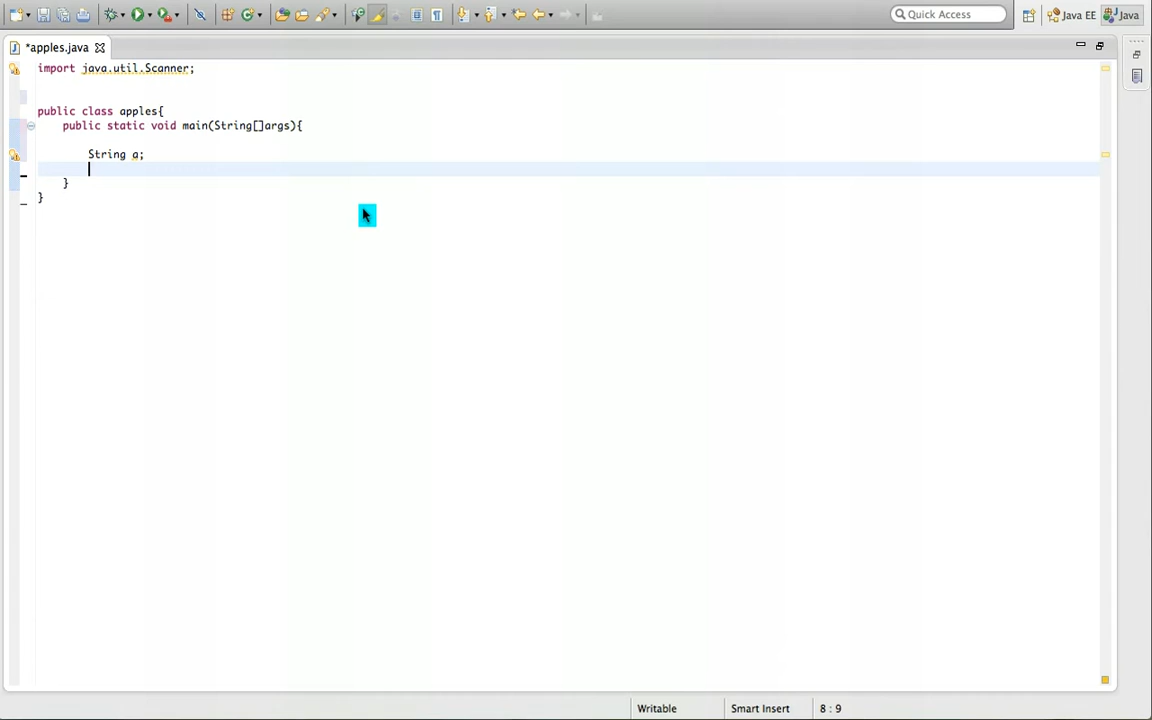 Quick Access
Java EE
Java
*apples.java
import java.util.Scanner;
public class apples{
public static void main(String[]args){
String a;
}
}
Writable
Smart Insert
8 : 9